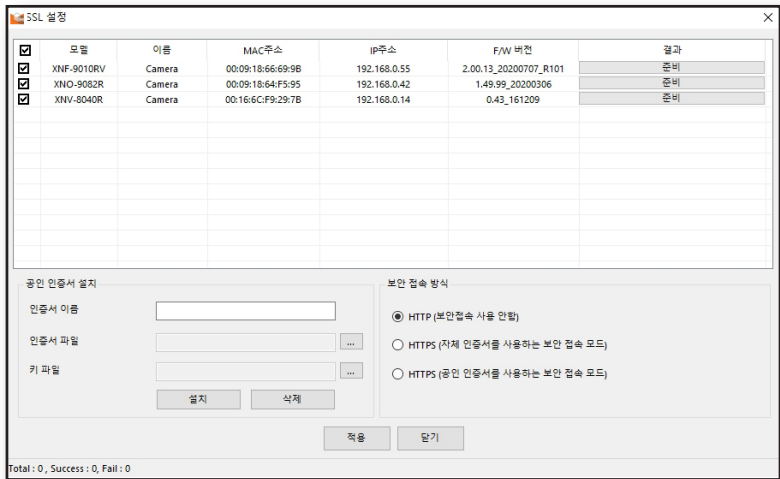 SSL 설정
모델 이름 MAC주소 IP주소 F/W 버전 결과
XNF-9010RV Camera 00:09:18:66:69:9B 192.168.0.55 2.00.13_20200707_R101 준비
XNO-9082R Camera 00:09:18:64:F5:95 192.168.0.42 1.49.99_20200306 준비
XNV-8040R Camera 00:16:6C:F9:29:7B 192.168.0.14 0.43_161209 준비
공인 인증서 설치
인증서 이름
인증서 파일 ...
키 파일 ...
설치 삭제
보안 접속 방식
HTTP (보안접속 사용 안함)
HTTPS (자체 인증서를 사용하는 보안 접속 모드)
HTTPS (공인 인증서를 사용하는 보안 접속 모드)
적용 닫기
Total : 0 , Success : 0, Fail : 0